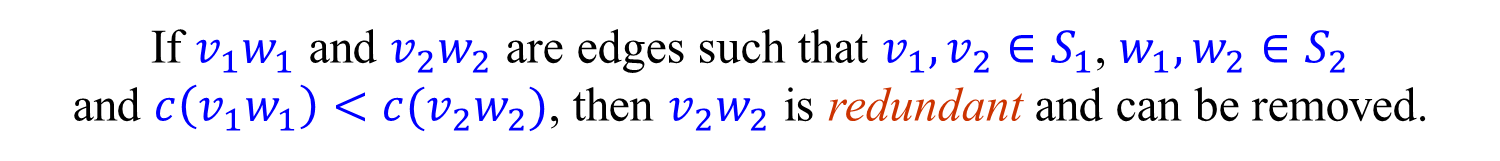 If 𝑣₁𝑤₁ and 𝑣₂𝑤₂ are edges such that 𝑣₁, 𝑣₂ ∈ 𝑆₁, 𝑤₁, 𝑤₂ ∈ 𝑆₂
and 𝑐(𝑣₁𝑤₁) < 𝑐(𝑣₂𝑤₂), then 𝑣₂𝑤₂ is redundant and can be removed.